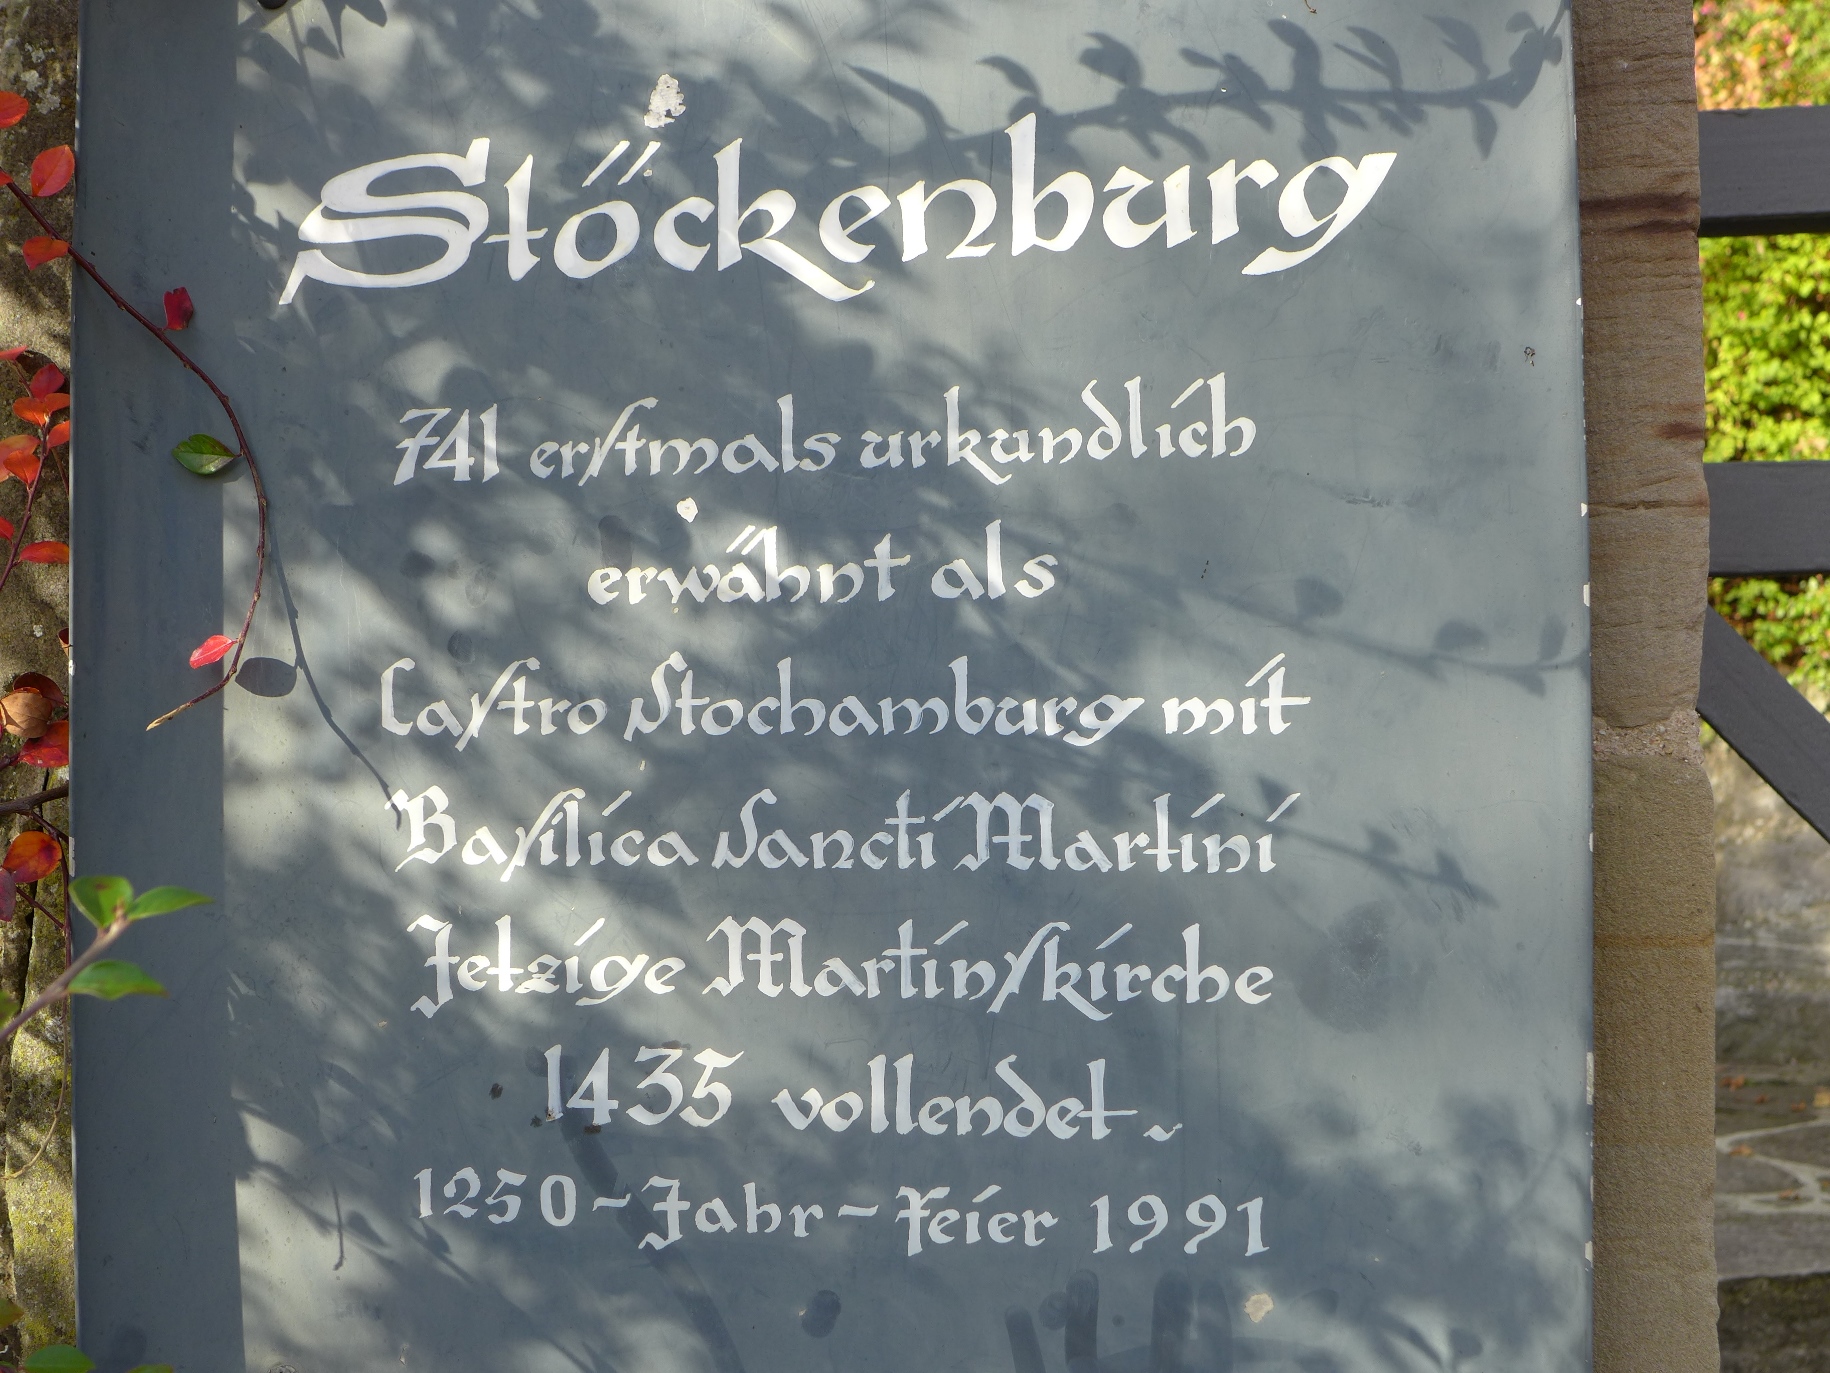 Stöckenburg
741 erſtmals urkundlich
erwähnt als
Caſtro Stochamburg mit
Baſilica Sancti Martini
Jetzige Martinſkirche
1435 vollendet~
1250-Jahr-Feier 1991